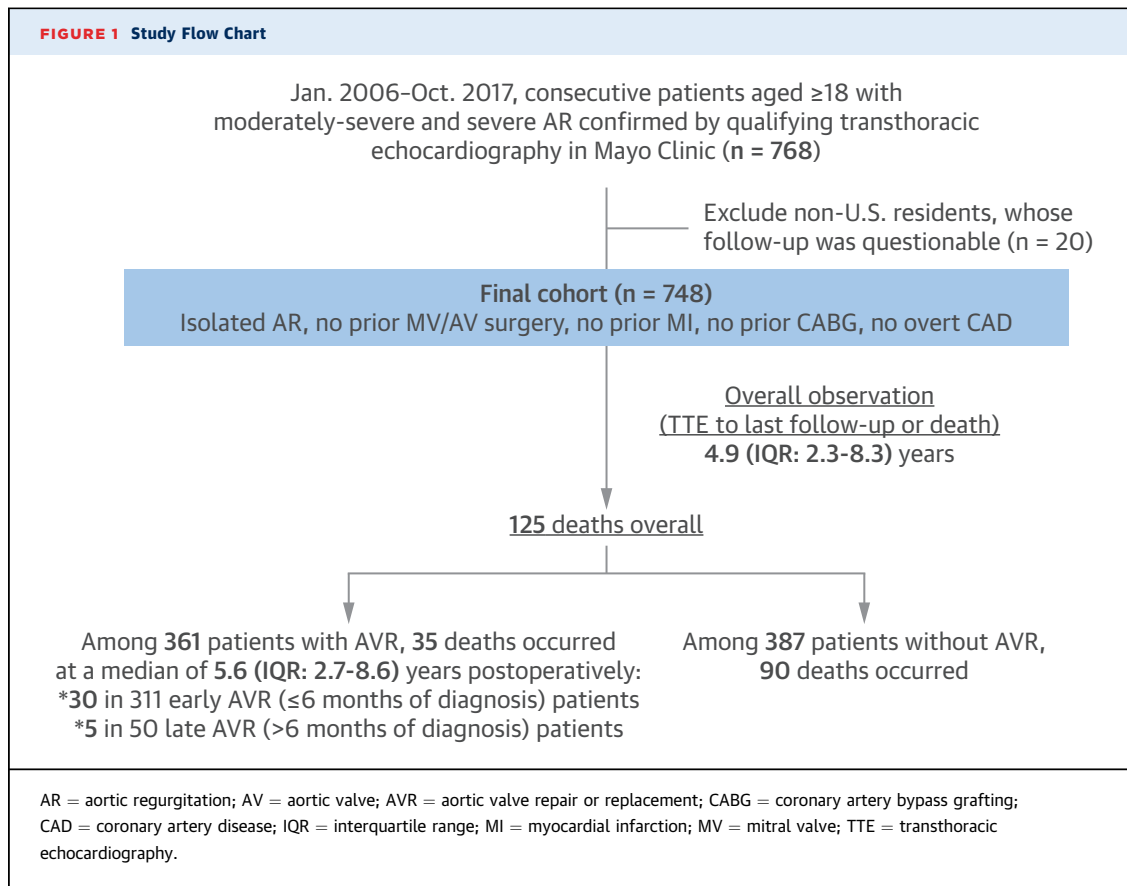 FIGURE 1 Study Flow Chart
Jan. 2006–Oct. 2017, consecutive patients aged ≥18 with
moderately-severe and severe AR confirmed by qualifying transthoracic
echocardiography in Mayo Clinic (n = 768)
Exclude non-U.S. residents, whose
follow-up was questionable (n = 20)
Final cohort (n = 748)
Isolated AR, no prior MV/AV surgery, no prior MI, no prior CABG, no overt CAD
Overall observation
(TTE to last follow-up or death)
4.9 (IQR: 2.3-8.3) years
125 deaths overall
Among 361 patients with AVR, 35 deaths occurred
at a median of 5.6 (IQR: 2.7-8.6) years postoperatively:
*30 in 311 early AVR (≤6 months of diagnosis) patients
*5 in 50 late AVR (>6 months of diagnosis) patients
Among 387 patients without AVR,
90 deaths occurred
AR = aortic regurgitation; AV = aortic valve; AVR = aortic valve repair or replacement; CABG = coronary artery bypass grafting;
CAD = coronary artery disease; IQR = interquartile range; MI = myocardial infarction; MV = mitral valve; TTE = transthoracic
echocardiography.